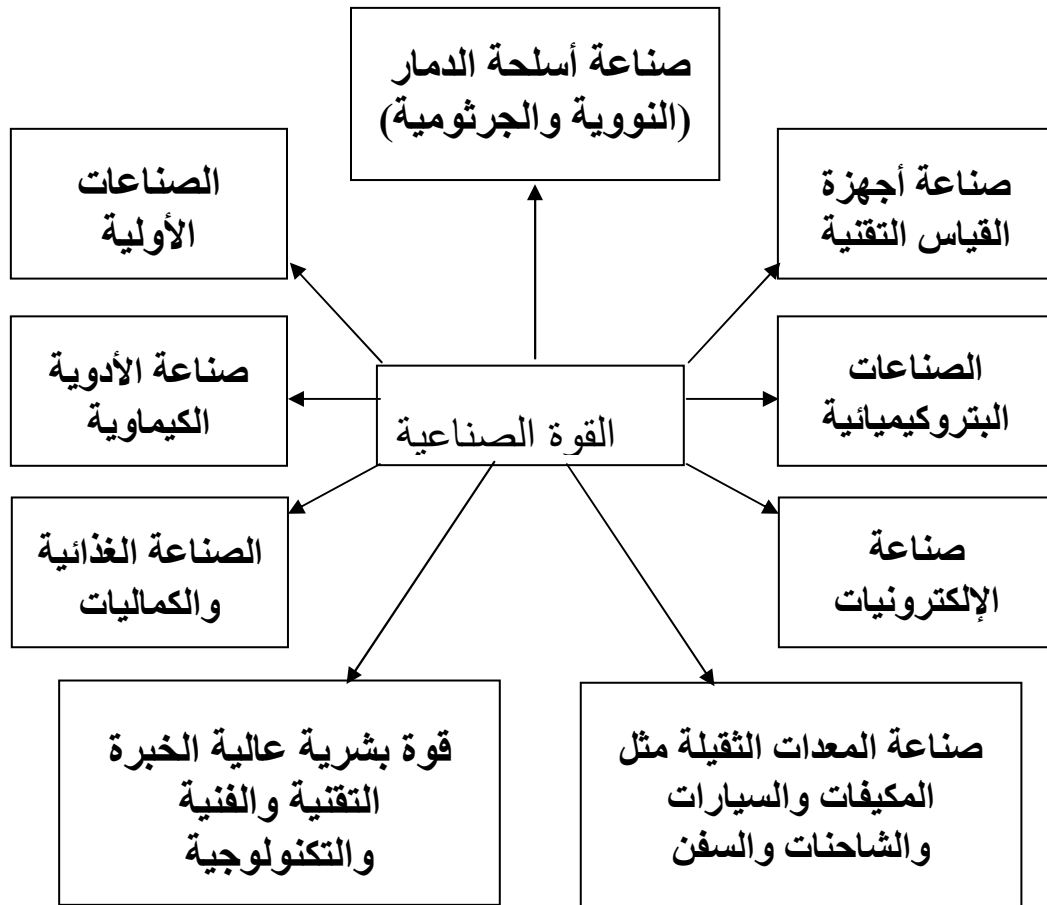 صناعة أسلحة الدمار
(النووية والجرثومية)
صناعة أجهزة
القياس التقنية
الصناعات
الأولية
الصناعات
البتروكيميائية
القوة الصناعية
صناعة الأدوية
الكيماوية
صناعة
الإلكترونيات
الصناعة الغذائية
والكماليات
صناعة المعدات الثقيلة مثل
المكيفات والسيارات
والشاحنات والسفن
قوة بشرية عالية الخبرة
التقنية والفنية
والتكنولوجية